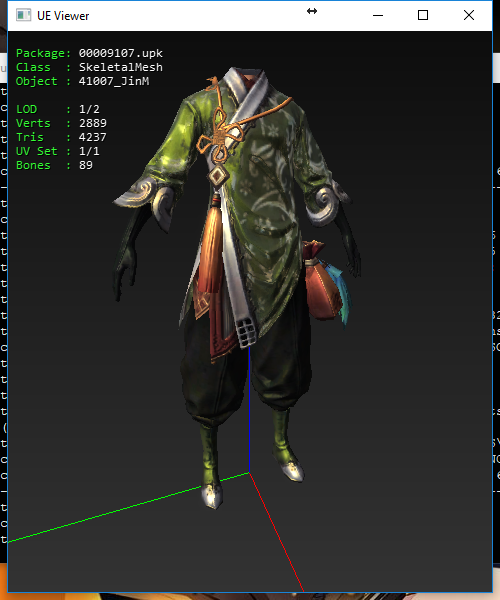 UE Viewer
Package: 00009107.upk
Class : SkeletalMesh
Object : 41007_JinM
LOD : 1/2
Verts : 2889
Tris : 4237
UV Set : 1/1
Bones : 89